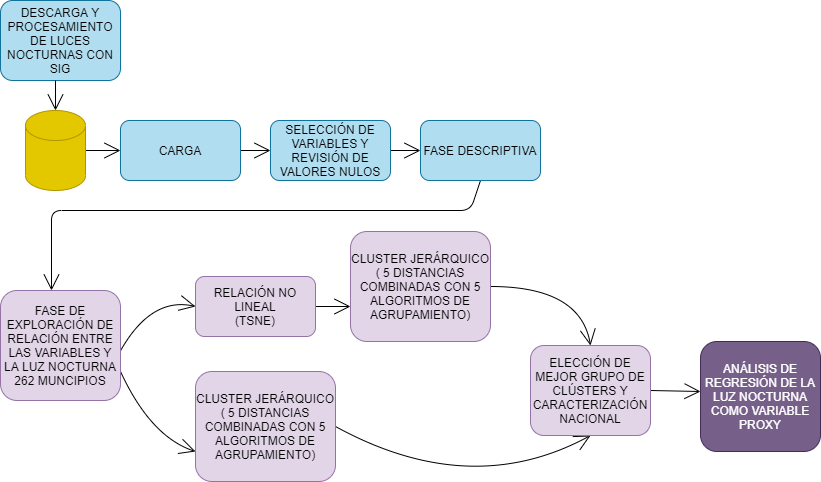 DESCARGA Y
PROCESAMIENTO
DE LUCES
NOCTURNAS CON
SIG
CARGA
SELECCIÓN DE
VARIABLES Y
REVISIÓN DE
VALORES NULOS
FASE DESCRIPTIVA
FASE DE
EXPLORACIÓN DE
RELACIÓN ENTRE
LAS VARIABLES Y
LA LUZ NOCTURNA
262 MUNCIPIOS
RELACIÓN NO
LINEAL
(TSNE)
CLUSTER JERÁRQUICO
( 5 DISTANCIAS
COMBINADAS CON 5
ALGORITMOS DE
AGRUPAMIENTO)
CLUSTER JERÁRQUICO
( 5 DISTANCIAS
COMBINADAS CON 5
ALGORITMOS DE
AGRUPAMIENTO)
ELECCIÓN DE
MEJOR GRUPO DE
CLÚSTERS Y
CARACTERIZACIÓN
NACIONAL
ANÁLISIS DE
REGRESIÓN DE LA
LUZ NOCTURNA
COMO VARIABLE
PROXY